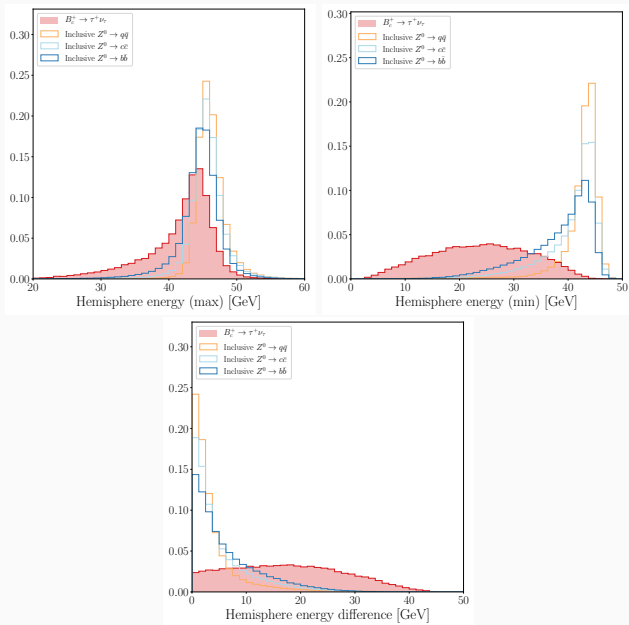 B_c^+ → τ^+ν_τ
Inclusive Z^0 → qq̄
Inclusive Z^0 → cc̄
Inclusive Z^0 → bb̄
0.30
0.25
0.20
0.15
0.10
0.05
0.00
20 30 40 50 60
Hemisphere energy (max) [GeV]
B_c^+ → τ^+ν_τ
Inclusive Z^0 → qq̄
Inclusive Z^0 → cc̄
Inclusive Z^0 → bb̄
0.30
0.25
0.20
0.15
0.10
0.05
0.00
0 10 20 30 40 50
Hemisphere energy (min) [GeV]
B_c^+ → τ^+ν_τ
Inclusive Z^0 → qq̄
Inclusive Z^0 → cc̄
Inclusive Z^0 → bb̄
0.30
0.25
0.20
0.15
0.10
0.05
0.00
0 10 20 30 40 50
Hemisphere energy difference [GeV]